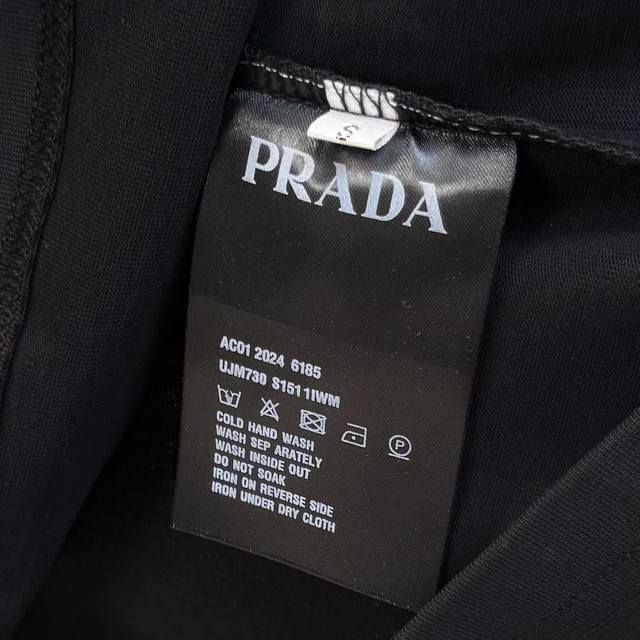 S
PRADA
AC01 2024 6185
UJM730 S151 1IWM
COLD HAND WASH
WASH SEP ARATELY
WASH INSIDE OUT
DO NOT SOAK
IRON ON REVERSE SIDE
IRON UNDER DRY CLOTH